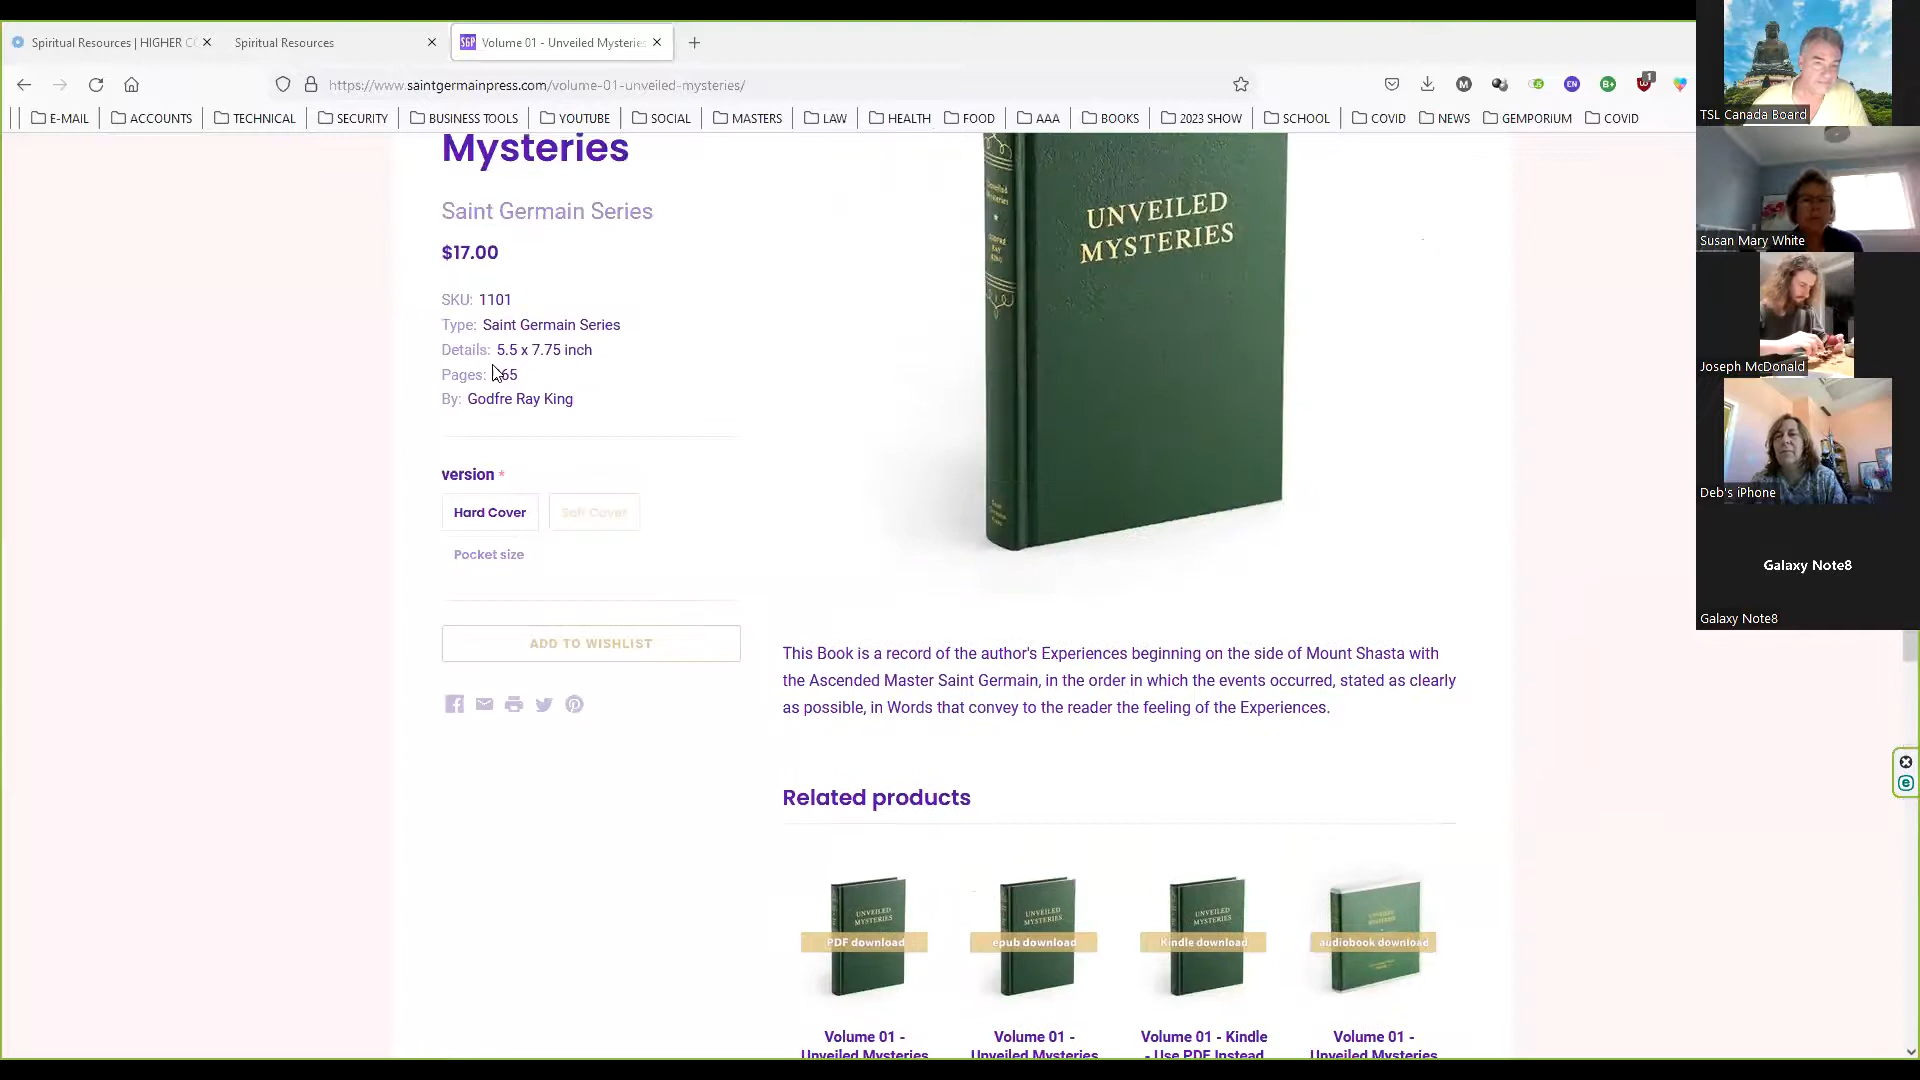 Spiritual Resources | HIGHER C
Spiritual Resources
SGP Volume 01 - Unveiled Mysterie
https://www.saintgermainpress.com/volume-01-unveiled-mysteries/
E-MAIL ACCOUNTS TECHNICAL SECURITY BUSINESS TOOLS YOUTUBE SOCIAL MASTERS LAW HEALTH FOOD AAA BOOKS 2023 SHOW SCHOOL COVID NEWS GEMPORIUM COVID
Mysteries
Saint Germain Series
$17.00
SKU: 1101
Type: Saint Germain Series
Details: 5.5 x 7.75 inch
Pages: 65
By: Godfre Ray King
version *
Hard Cover
Soft Cover
Pocket size
ADD TO WISHLIST
UNVEILED
MYSTERIES
Unveiled
Mysteries
GODFRE
RAY
KING
This Book is a record of the author's Experiences beginning on the side of Mount Shasta with
the Ascended Master Saint Germain, in the order in which the events occurred, stated as clearly
as possible, in Words that convey to the reader the feeling of the Experiences.
Related products
UNVEILED
MYSTERIES
PDF download
UNVEILED
MYSTERIES
epub download
UNVEILED
MYSTERIES
Kindle download
UNVEILED
MYSTERIES
audiobook download
Volume 01 -
Unveiled Mysteries
Volume 01 -
Unveiled Mysteries
Volume 01 - Kindle
- Use PDF Instead
Volume 01 -
Unveiled Mysteries
TSL Canada Board
Susan Mary White
Joseph McDonald
Deb's iPhone
Galaxy Note8
Galaxy Note8
M
EN
B+
1